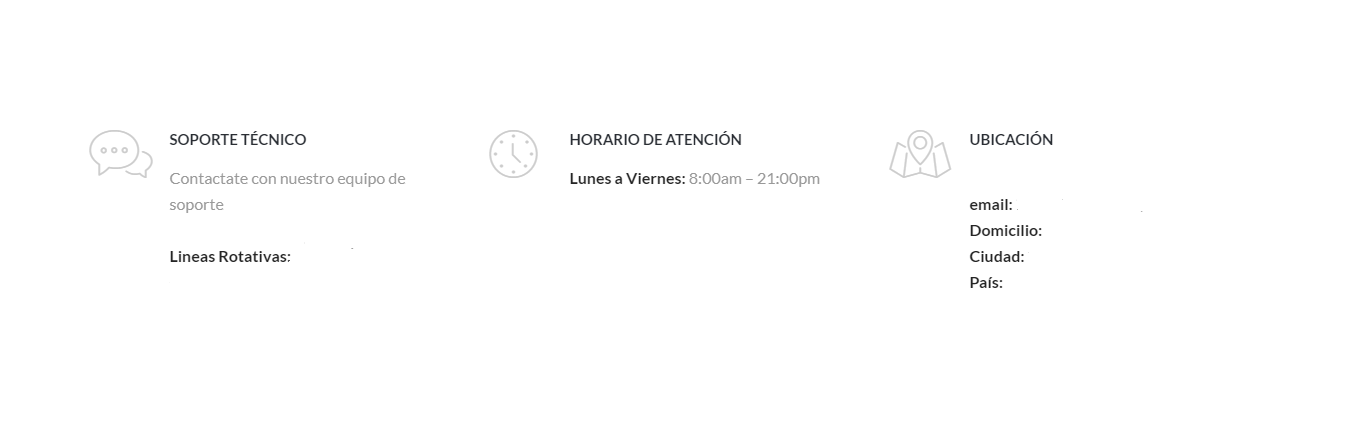 SOPORTE TÉCNICO
Contactate con nuestro equipo de
soporte
Lineas Rotativas:
HORARIO DE ATENCIÓN
Lunes a Viernes: 8:00am – 21:00pm
UBICACIÓN
email:
Domicilio:
Ciudad:
País: